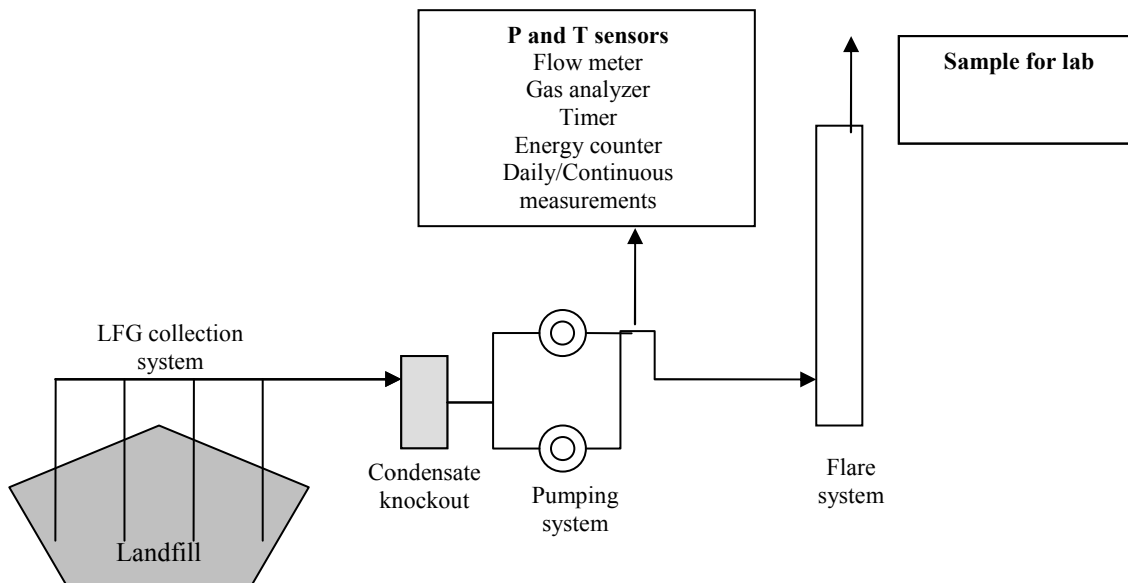 P and T sensors
Flow meter
Gas analyzer
Timer
Energy counter
Daily/Continuous
measurements
Sample for lab
LFG collection
system
Condensate
knockout
Pumping
system
Flare
system
Landfill